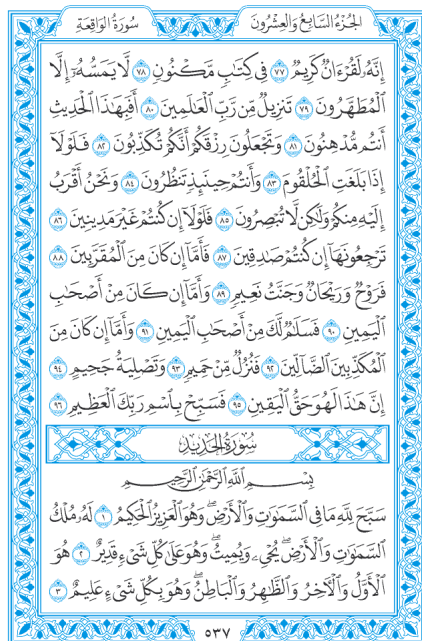 الجزء السابع والعشرون
سورة الواقعة
إِنَّهُۥ لَقُرْءَانٌ كَرِيمٌ ٧٧ فِى كِتَٰبٍ مَّكْنُونٍ ٧٨ لَّا يَمَسُّهُۥٓ إِلَّا
ٱلْمُطَهَّرُونَ ٧٩ تَنزِيلٌ مِّن رَّبِّ ٱلْعَٰلَمِينَ ٨٠ أَفَبِهَٰذَا ٱلْحَدِيثِ
أَنتُم مُّدْهِنُونَ ٨١ وَتَجْعَلُونَ رِزْقَكُمْ أَنَّكُمْ تُكَذِّبُونَ ٨٢ فَلَوْلَآ
إِذَا بَلَغَتِ ٱلْحُلْقُومَ ٨٣ وَأَنتُمْ حِينَئِذٍ تَنظُرُونَ ٨٤ وَنَحْنُ أَقْرَبُ
إِلَيْهِ مِنكُمْ وَلَٰكِن لَّا تُبْصِرُونَ ٨٥ فَلَوْلَآ إِن كُنتُمْ غَيْرَ مَدِينِينَ ٨٦
تَرْجِعُونَهَآ إِن كُنتُمْ صَٰدِقِينَ ٨٧ فَأَمَّآ إِن كَانَ مِنَ ٱلْمُقَرَّبِينَ ٨٨
فَرَوْحٌ وَرَيْحَانٌ وَجَنَّتُ نَعِيمٍ ٨٩ وَأَمَّآ إِن كَانَ مِنْ أَصْحَٰبِ
ٱلْيَمِينِ ٩٠ فَسَلَٰمٌ لَّكَ مِنْ أَصْحَٰبِ ٱلْيَمِينِ ٩١ وَأَمَّآ إِن كَانَ مِنَ
ٱلْمُكَذِّبِينَ ٱلضَّآلِّينَ ٩٢ فَنُزُلٌ مِّنْ حَمِيمٍ ٩٣ وَتَصْلِيَةُ جَحِيمٍ ٩٤
إِنَّ هَٰذَا لَهُوَ حَقُّ ٱلْيَقِينِ ٩٥ فَسَبِّحْ بِٱسْمِ رَبِّكَ ٱلْعَظِيمِ ٩٦
سُورَةُ الحَدِيدِ
بِسْمِ ٱللَّهِ ٱلرَّحْمَٰنِ ٱلرَّحِيمِ
سَبَّحَ لِلَّهِ مَا فِى ٱلسَّمَٰوَٰتِ وَٱلْأَرْضِ ۖ وَهُوَ ٱلْعَزِيزُ ٱلْحَكِيمُ ١ لَهُۥ مُلْكُ
ٱلسَّمَٰوَٰتِ وَٱلْأَرْضِ ۖ يُحْىِۦ وَيُمِيتُ ۖ وَهُوَ عَلَىٰ كُلِّ شَىْءٍ قَدِيرٌ ٢ هُوَ
ٱلْأَوَّلُ وَٱلْءَاخِرُ وَٱلظَّٰهِرُ وَٱلْبَاطِنُ ۖ وَهُوَ بِكُلِّ شَىْءٍ عَلِيمٌ ٣
٥٣٧